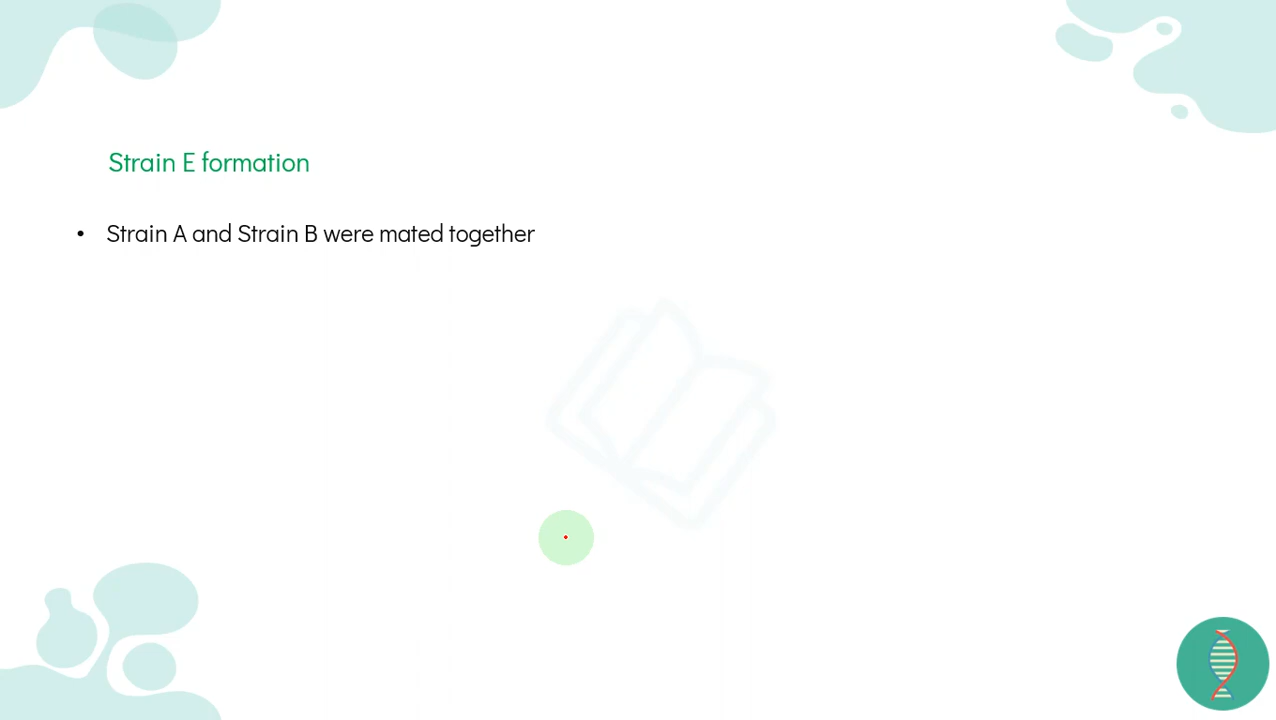 Strain E formation
• Strain A and Strain B were mated together